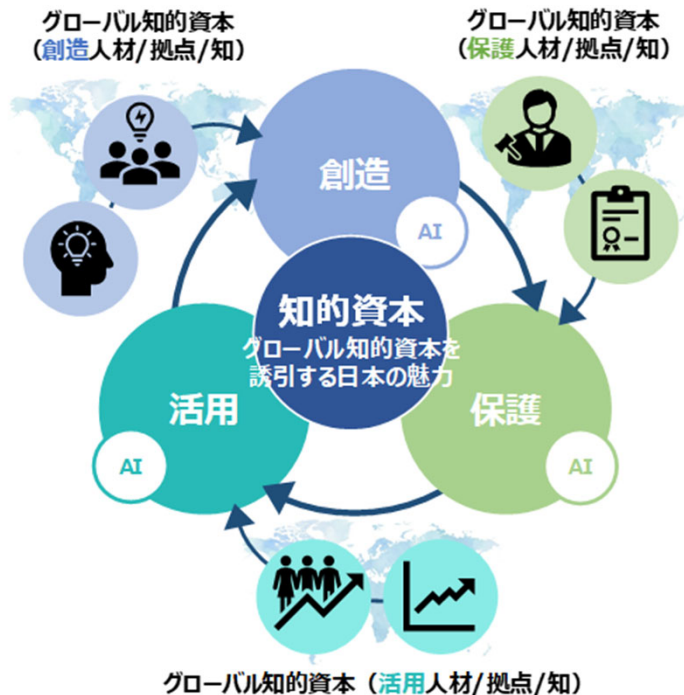 グローバル知的資本
（創造人材/拠点/知）
グローバル知的資本
（保護人材/拠点/知）
創造
AI
知的資本
グローバル知的資本を
誘引する日本の魅力
活用
AI
保護
AI
グローバル知的資本（活用人材/拠点/知）